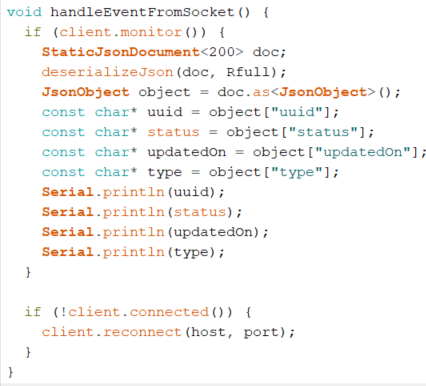 void handleEventFromSocket() {
  if (client.monitor()) {
    StaticJsonDocument<200> doc;
    deserializeJson(doc, Rfull);
    JsonObject object = doc.as<JsonObject>();
    const char* uuid = object["uuid"];
    const char* status = object["status"];
    const char* updatedOn = object["updatedOn"];
    const char* type = object["type"];
    Serial.println(uuid);
    Serial.println(status);
    Serial.println(updatedOn);
    Serial.println(type);
  }

  if (!client.connected()) {
    client.reconnect(host, port);
  }
}